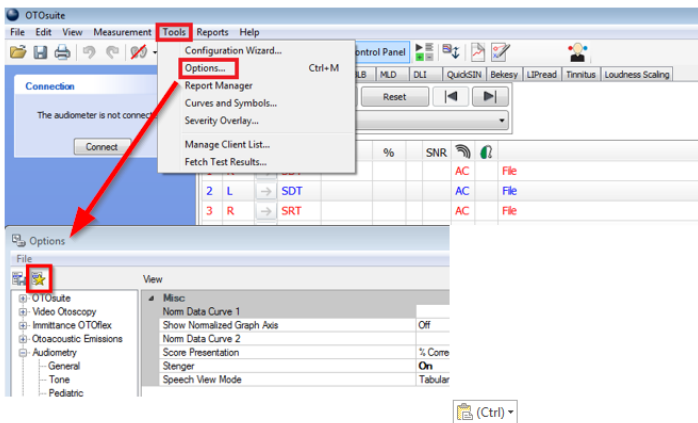 OTOsuite
File Edit View Measurement Tools Reports Help
Control Panel
Configuration Wizard...
Options... Ctrl+M
Report Manager
Curves and Symbols...
Severity Overlay...
Manage Client List...
Fetch Test Results...
MLD DLI QuickSIN Bekesy LIPread Tinnitus Loudness Scaling
Connection
Reset
The audiometer is not
Connect
% SNR
AC File
2 L SDT AC File
3 R SRT AC File
Options
File
View
OTOsuite
Video Otoscopy
Immittance OTOflex
Otoacoustic Emissions
Audiometry
General
Tone
Pediatric
Misc
Norm Data Curve 1
Show Normalized Graph Axis Off
Norm Data Curve 2
Score Presentation %
Stenger On
Speech View Mode Tabular
(Ctrl)